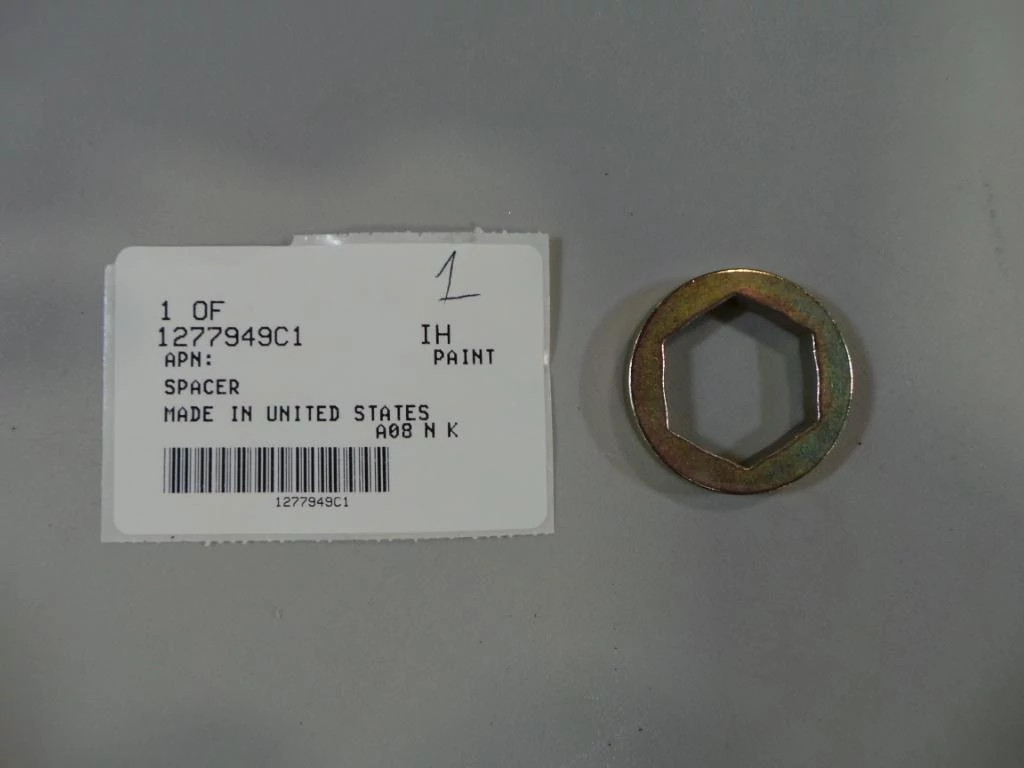 1
1 OF
1277949C1 IH
APN: PAINT
SPACER
MADE IN UNITED STATES
A08 N K
1277949C1